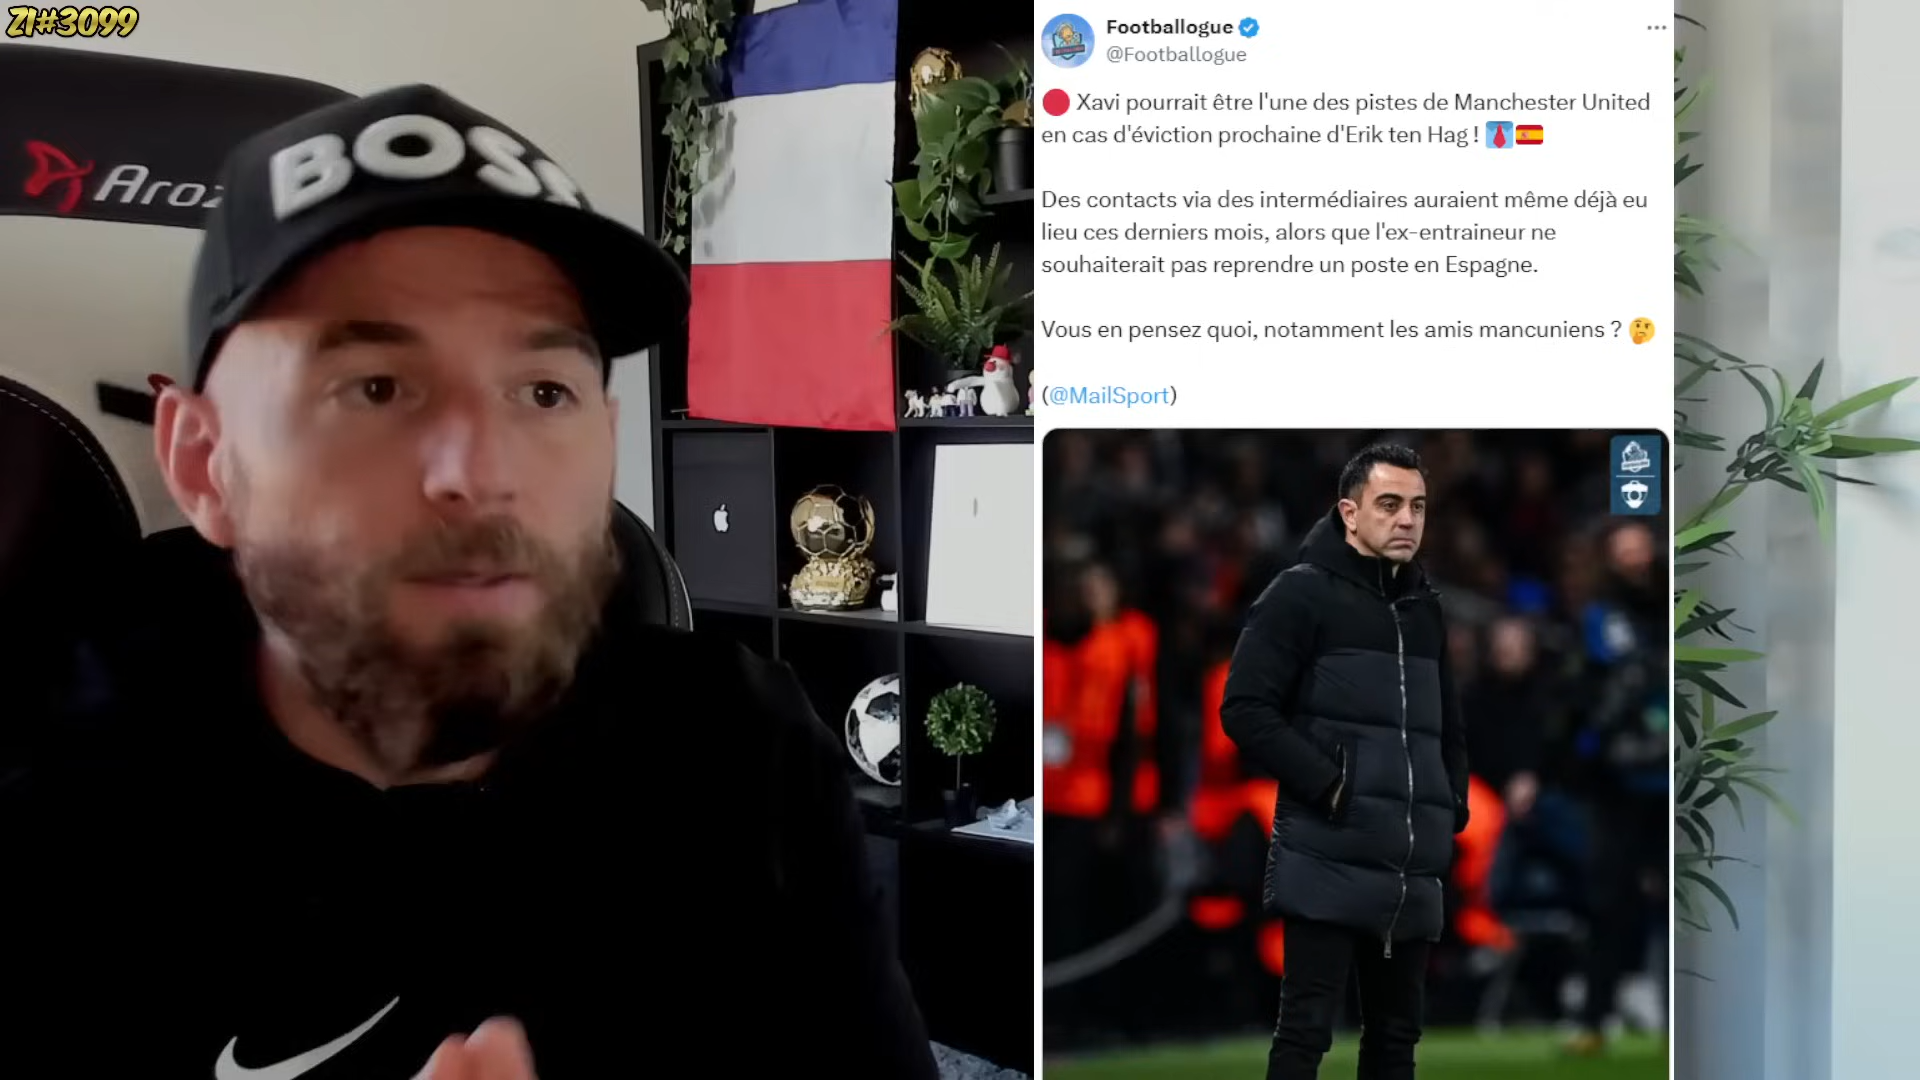 ZI#3099
BOSS
Footballogue
@Footballogue
Xavi pourrait être l'une des pistes de Manchester United
en cas d'éviction prochaine d'Erik ten Hag !
Des contacts via des intermédiaires auraient même déjà eu
lieu ces derniers mois, alors que l'ex-entraineur ne
souhaiterait pas reprendre un poste en Espagne.
Vous en pensez quoi, notamment les amis mancuniens ?
(@MailSport)